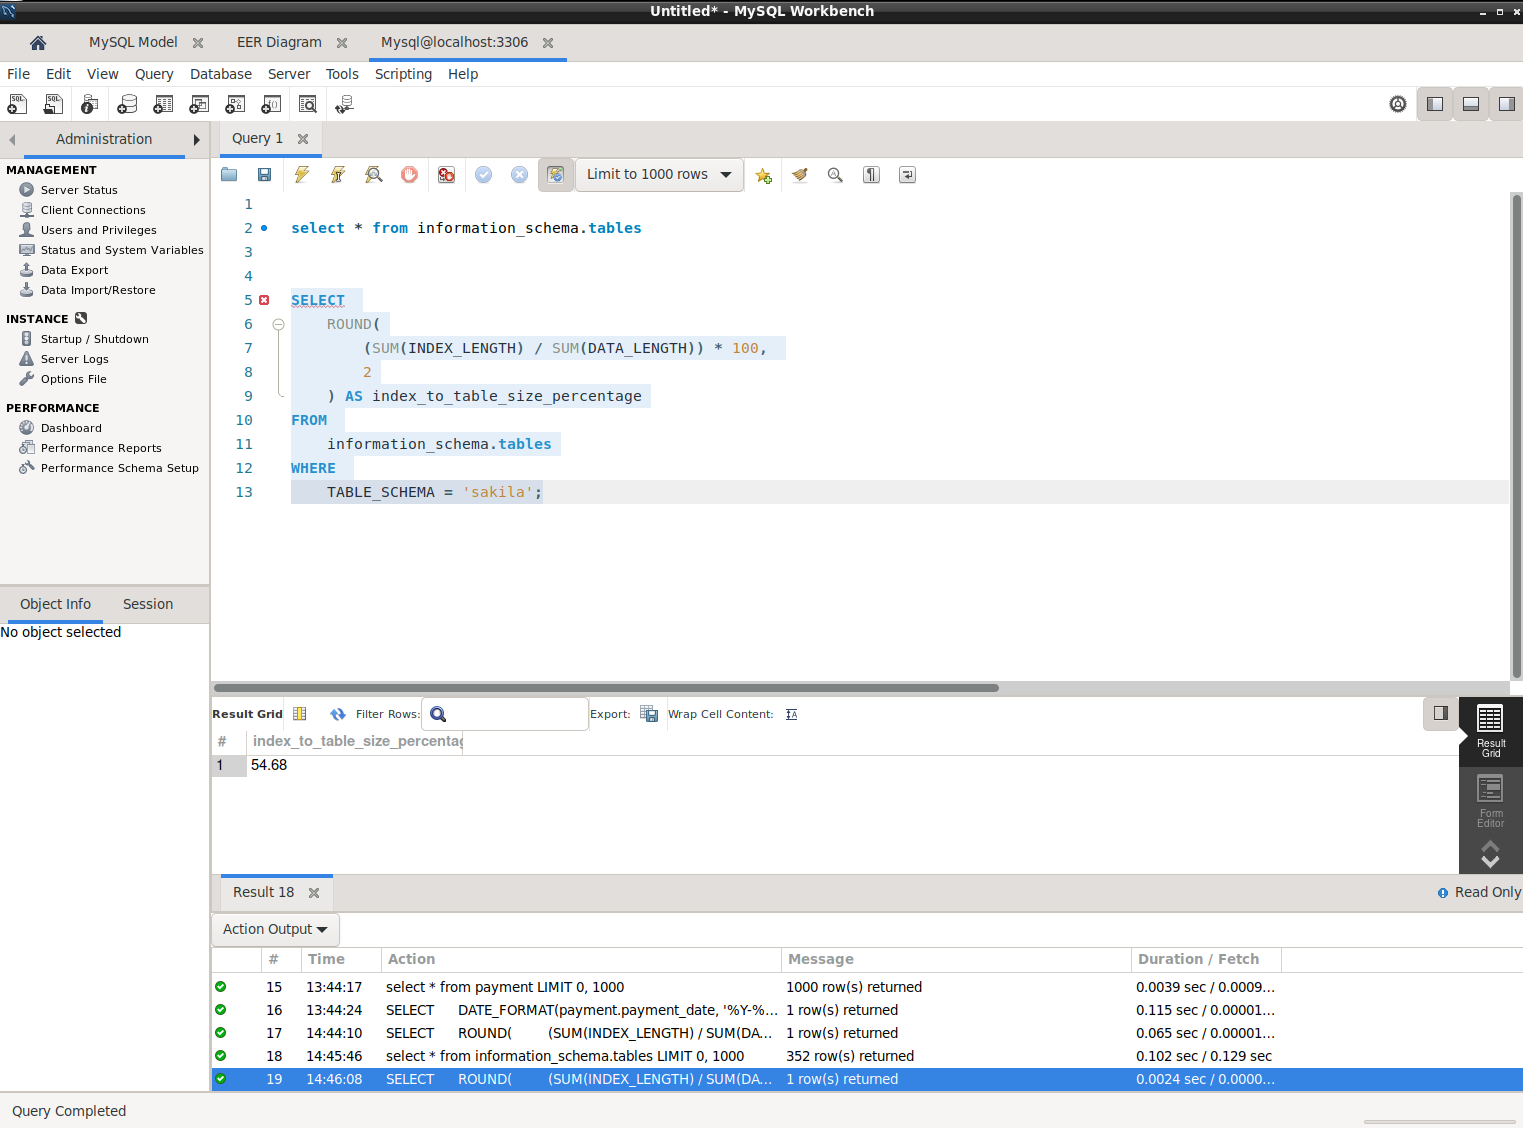 Untitled* - MySQL Workbench
MySQL Model
EER Diagram
Mysql@localhost:3306
File Edit View Query Database Server Tools Scripting Help
Administration
Query 1
MANAGEMENT
Server Status
Client Connections
Users and Privileges
Status and System Variables
Data Export
Data Import/Restore
INSTANCE
Startup / Shutdown
Server Logs
Options File
PERFORMANCE
Dashboard
Performance Reports
Performance Schema Setup
Object Info Session
No object selected
Limit to 1000 rows
1
2 select * from information_schema.tables
3
4
5 SELECT
6 ROUND(
7 (SUM(INDEX_LENGTH) / SUM(DATA_LENGTH)) * 100,
8 2
9 ) AS index_to_table_size_percentage
10 FROM
11 information_schema.tables
12 WHERE
13 TABLE_SCHEMA = 'sakila';
Result Grid Filter Rows: Export: Wrap Cell Content:
# index_to_table_size_percentag
1 54.68
Result
Grid
Form
Editor
Result 18
Read Only
Action Output
# Time Action Message Duration / Fetch
15 13:44:17 select * from payment LIMIT 0, 1000 1000 row(s) returned 0.0039 sec / 0.0009...
16 13:44:24 SELECT DATE_FORMAT(payment.payment_date, '%Y-%... 1 row(s) returned 0.115 sec / 0.00001...
17 14:44:10 SELECT ROUND( (SUM(INDEX_LENGTH) / SUM(DA... 1 row(s) returned 0.065 sec / 0.00001...
18 14:45:46 select * from information_schema.tables LIMIT 0, 1000 352 row(s) returned 0.102 sec / 0.129 sec
19 14:46:08 SELECT ROUND( (SUM(INDEX_LENGTH) / SUM(DA... 1 row(s) returned 0.0024 sec / 0.0000...
Query Completed